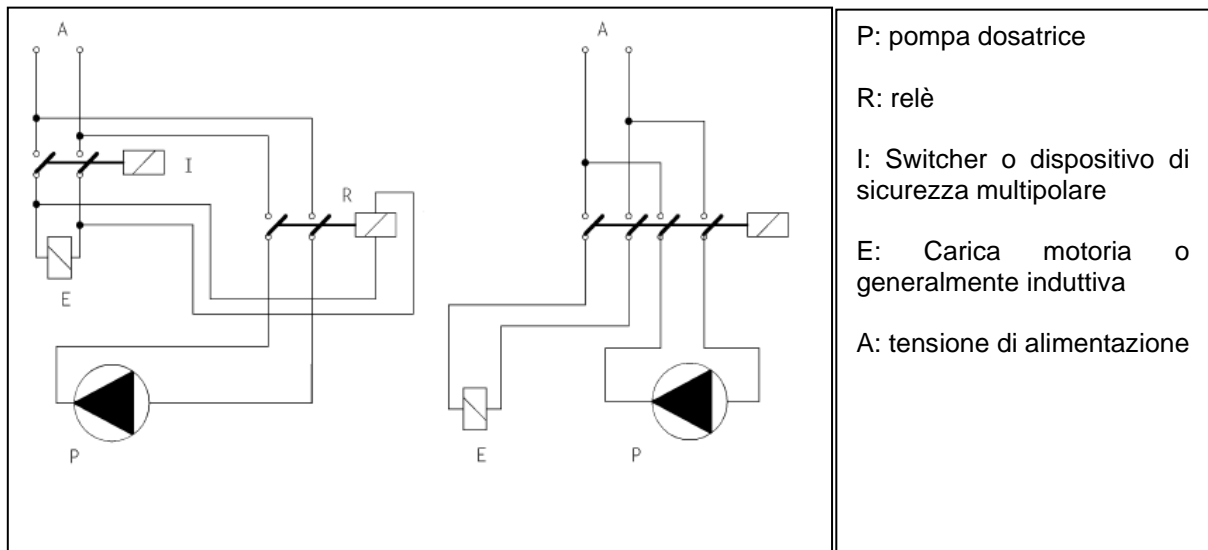 A
I
R
E
P
A
E
P
P: pompa dosatrice
R: relè
I: Switcher o dispositivo di
sicurezza multipolare
E: Carica motoria o
generalmente induttiva
A: tensione di alimentazione